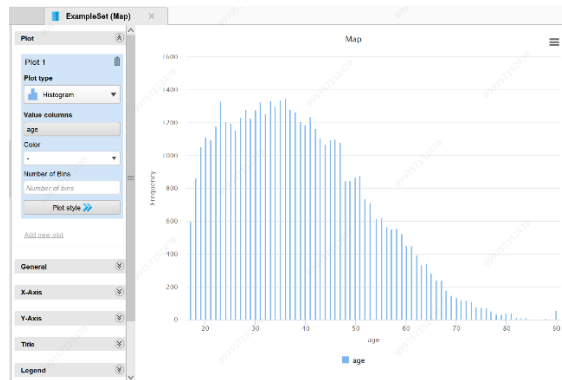 ExampleSet (Map)
Plot
Plot 1
Plot type
Histogram
Value columns
age
Color
-
Number of Bins
Number of bins
Plot style
Add new plot
General
X-Axis
Y-Axis
Title
Legend
Map
Frequency
1600
1400
1200
1000
800
600
400
200
0
20
30
40
50
60
70
80
90
age
age